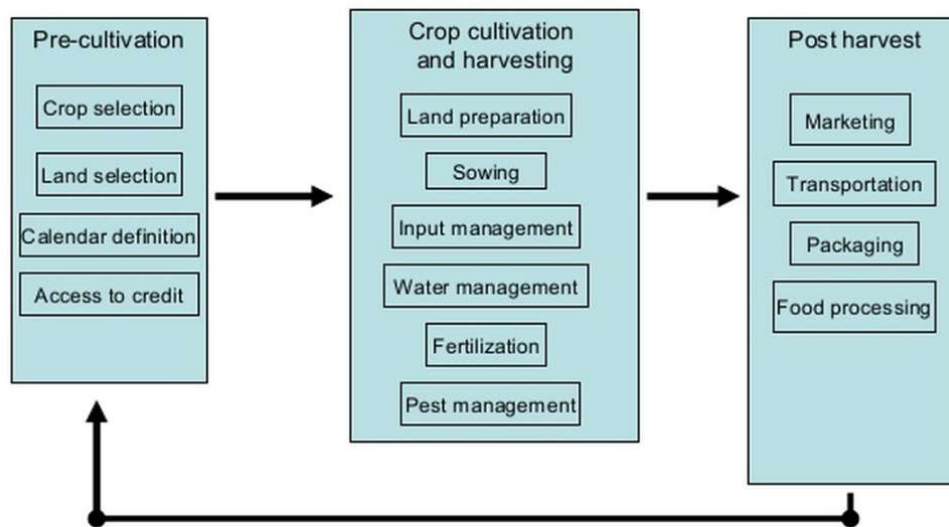 Pre-cultivation
Crop selection
Land selection
Calendar definition
Access to credit
Crop cultivation
and harvesting
Land preparation
Sowing
Input management
Water management
Fertilization
Pest management
Post harvest
Marketing
Transportation
Packaging
Food processing